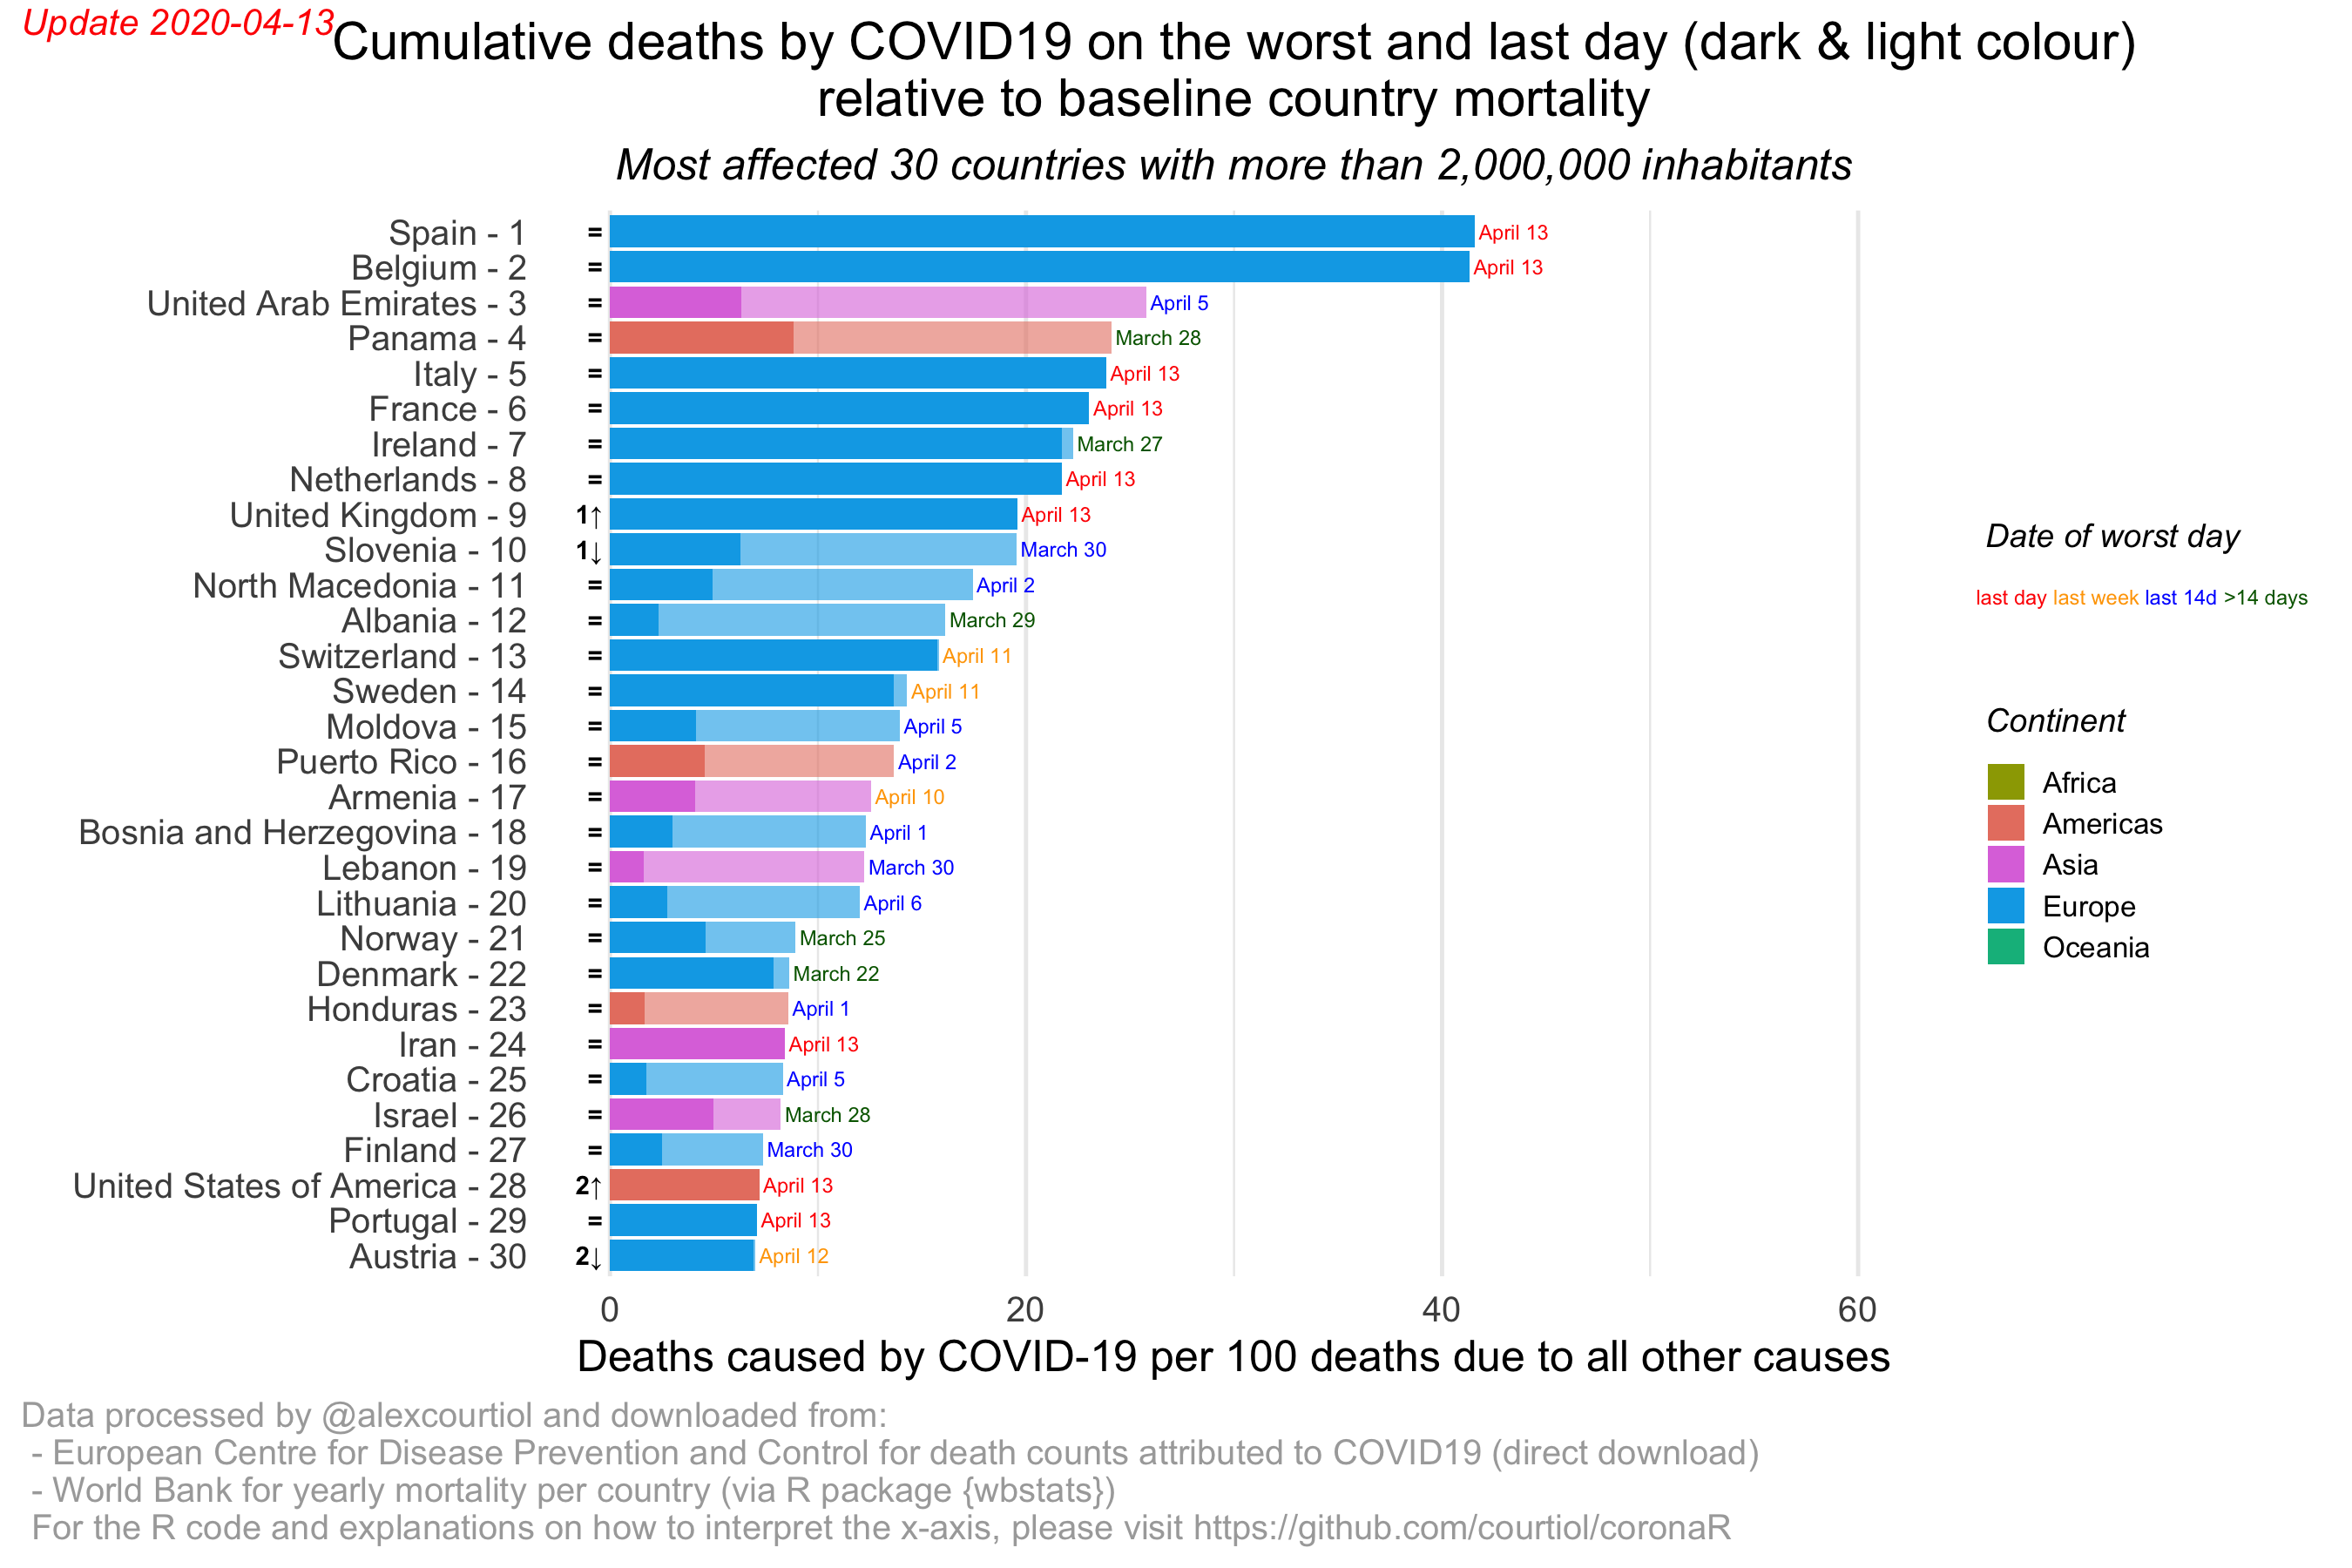 Update 2020-04-13
Cumulative deaths by COVID19 on the worst and last day (dark & light colour)
relative to baseline country mortality
Most affected 30 countries with more than 2,000,000 inhabitants
Spain - 1 = April 13
Belgium - 2 = April 13
United Arab Emirates - 3 = April 5
Panama - 4 = March 28
Italy - 5 = April 13
France - 6 = April 13
Ireland - 7 = March 27
Netherlands - 8 = April 13
United Kingdom - 9 1↑ April 13
Slovenia - 10 1↓ March 30
North Macedonia - 11 = April 2
Albania - 12 = March 29
Switzerland - 13 = April 11
Sweden - 14 = April 11
Moldova - 15 = April 5
Puerto Rico - 16 = April 2
Armenia - 17 = April 10
Bosnia and Herzegovina - 18 = April 1
Lebanon - 19 = March 30
Lithuania - 20 = April 6
Norway - 21 = March 25
Denmark - 22 = March 22
Honduras - 23 = April 1
Iran - 24 = April 13
Croatia - 25 = April 5
Israel - 26 = March 28
Finland - 27 = March 30
United States of America - 28 2↑ April 13
Portugal - 29 = April 13
Austria - 30 2↓ April 12
0 20 40 60
Deaths caused by COVID-19 per 100 deaths due to all other causes
Date of worst day
last day last week last 14d >14 days
Continent
Africa
Americas
Asia
Europe
Oceania
Data processed by @alexcourtiol and downloaded from:
- European Centre for Disease Prevention and Control for death counts attributed to COVID19 (direct download)
- World Bank for yearly mortality per country (via R package {wbstats})
For the R code and explanations on how to interpret the x-axis, please visit https://github.com/courtiol/coronaR